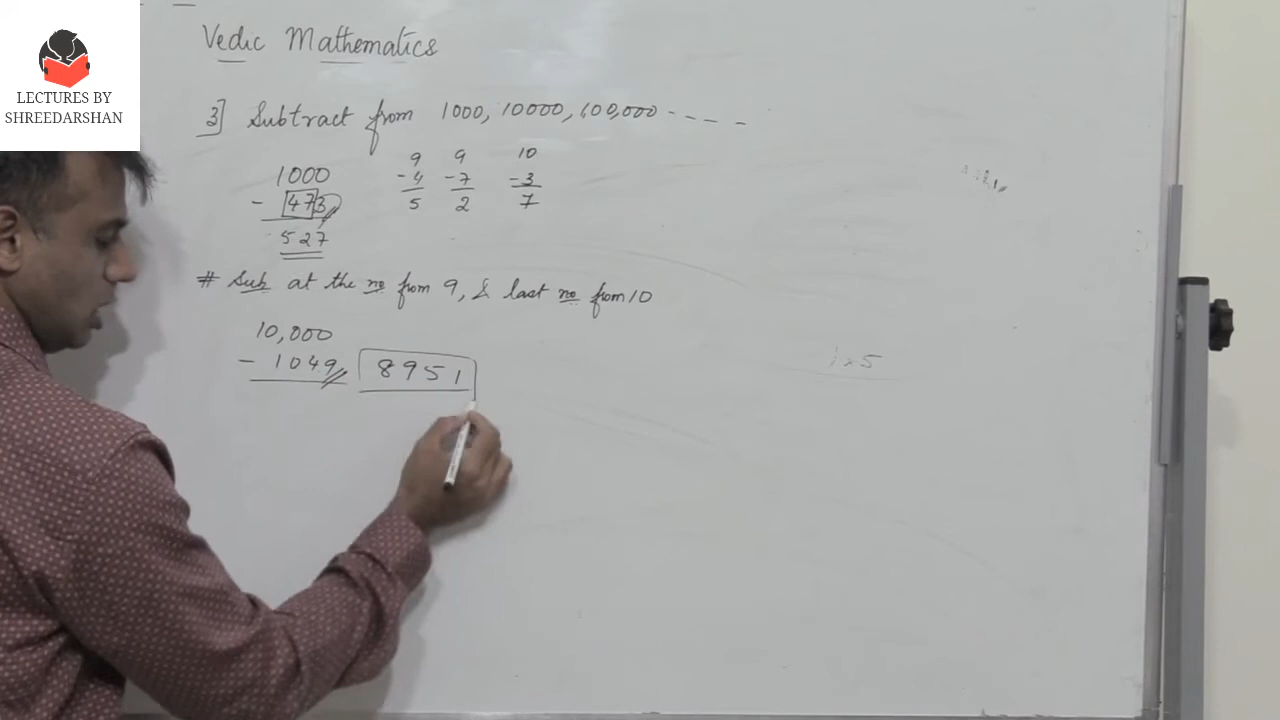 LECTURES BY
SHREEDARSHAN
Vedic Mathematics
3] Subtract from 1000, 10000, 100,000 - - - -
1000
- 473
527
9 9 10
-4 -7 -3
5 2 7
# Sub at the no from 9, & last no from 10
10,000
- 1049 8951